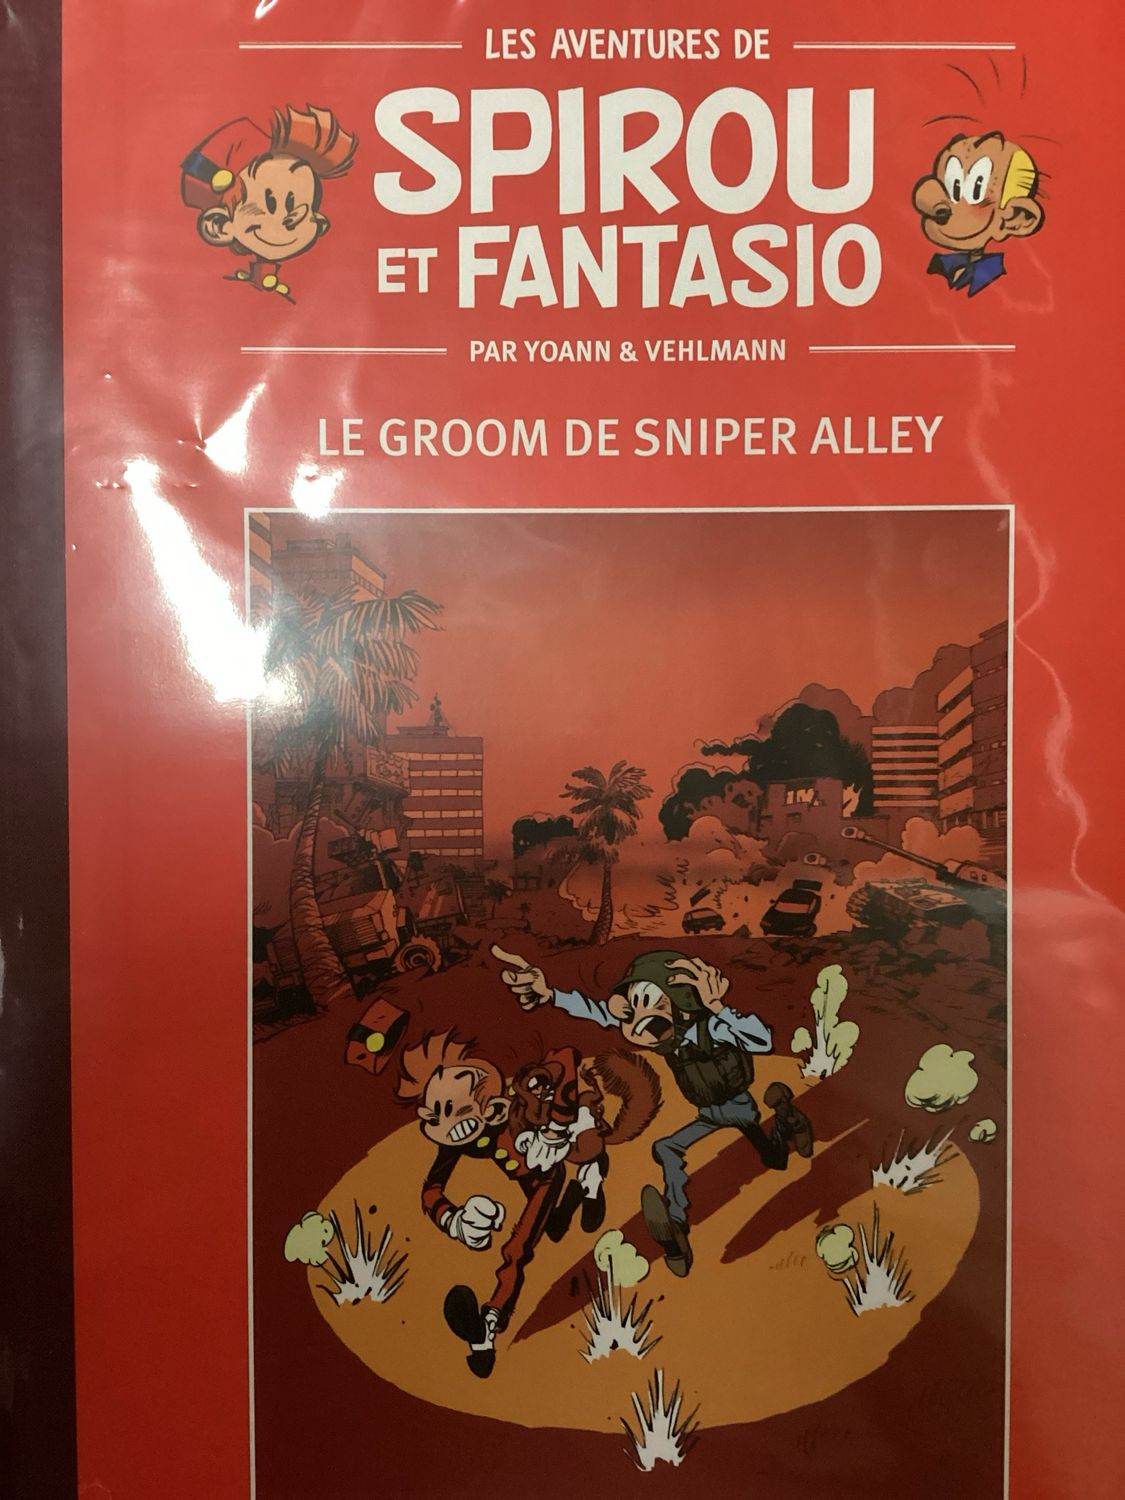 LES AVENTURES DE
SPIROU
ET FANTASIO
PAR YOANN & VEHLMANN
LE GROOM DE SNIPER ALLEY